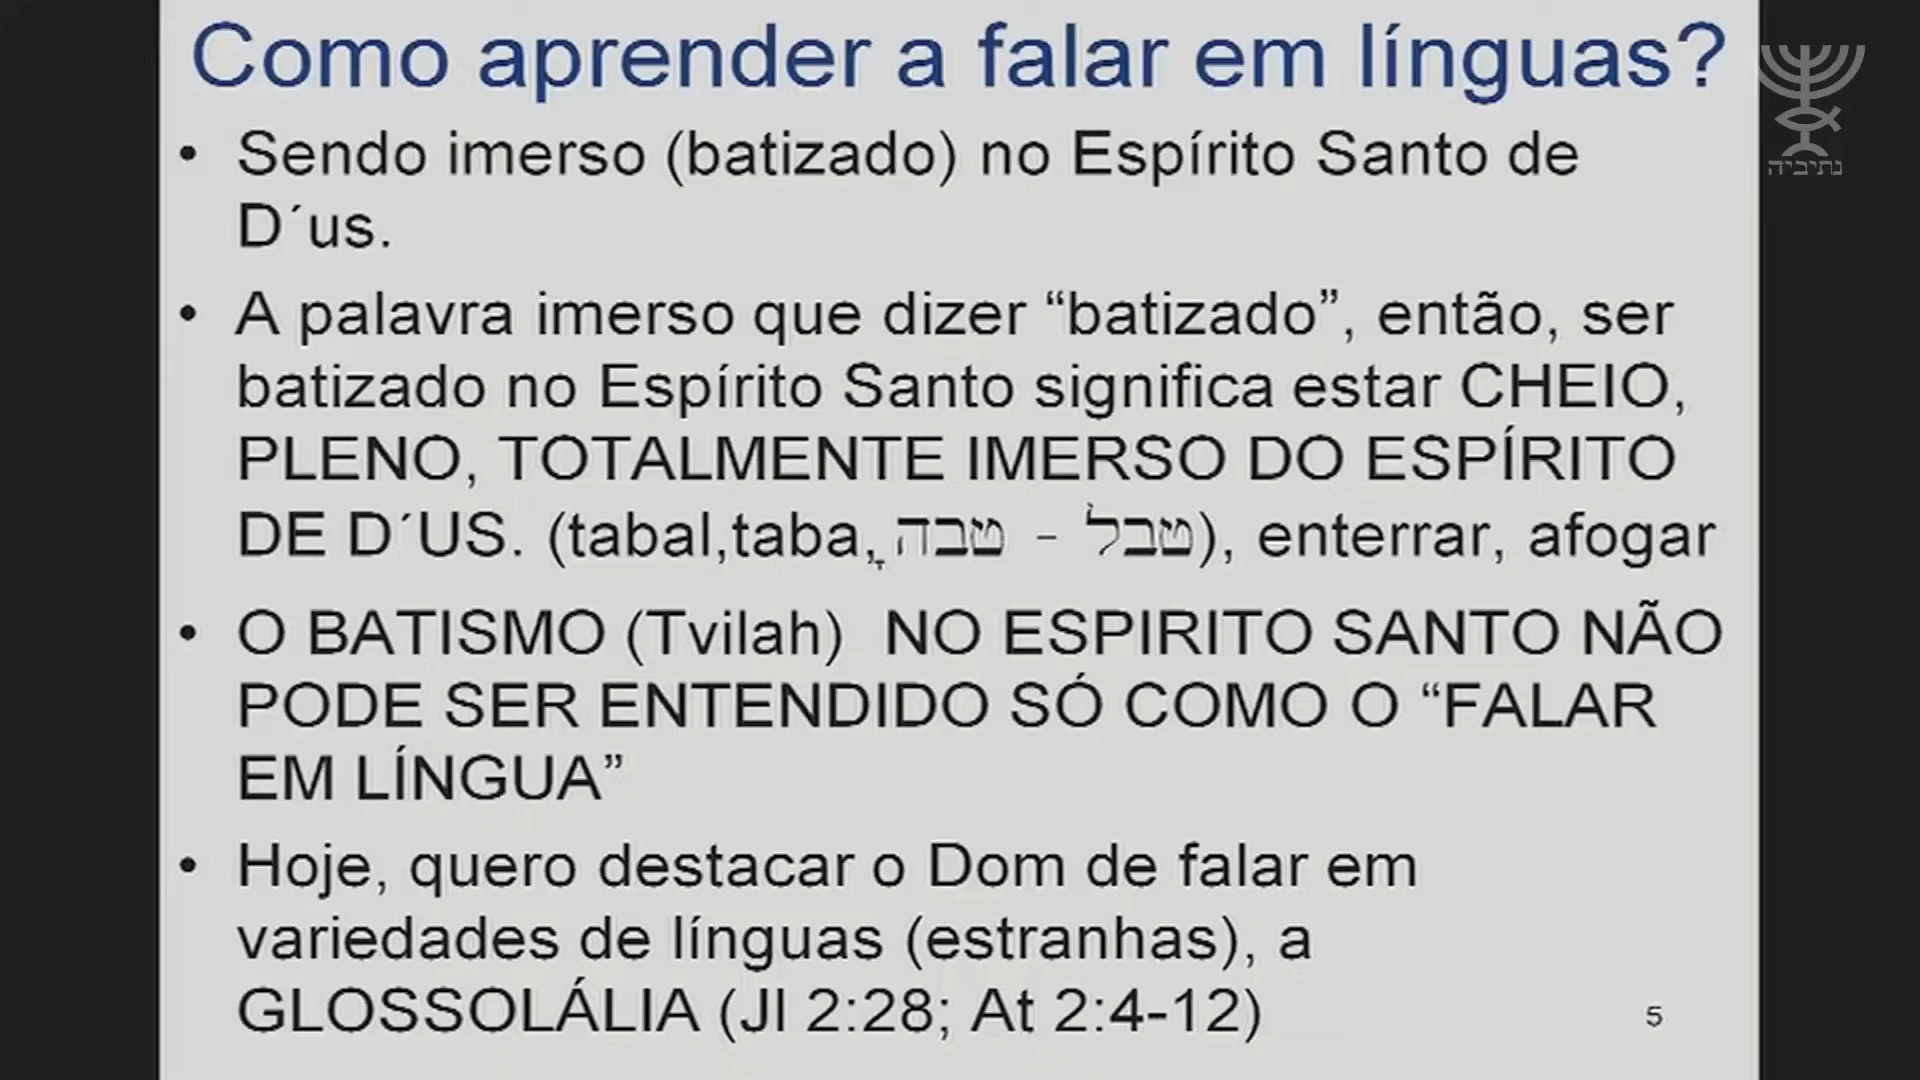 Como aprender a falar em línguas?
• Sendo imerso (batizado) no Espírito Santo de
D´us.
• A palavra imerso que dizer “batizado”, então, ser
batizado no Espírito Santo significa estar CHEIO,
PLENO, TOTALMENTE IMERSO DO ESPÍRITO
DE D´US. (tabal,taba,ָ טבל - טבה), enterrar, afogar
• O BATISMO (Tvilah)  NO ESPIRITO SANTO NÃO
PODE SER ENTENDIDO SÓ COMO O “FALAR
EM LÍNGUA”
• Hoje, quero destacar o Dom de falar em
variedades de línguas (estranhas), a
GLOSSOLÁLIA (Jl 2:28; At 2:4-12)
5
נתיביה